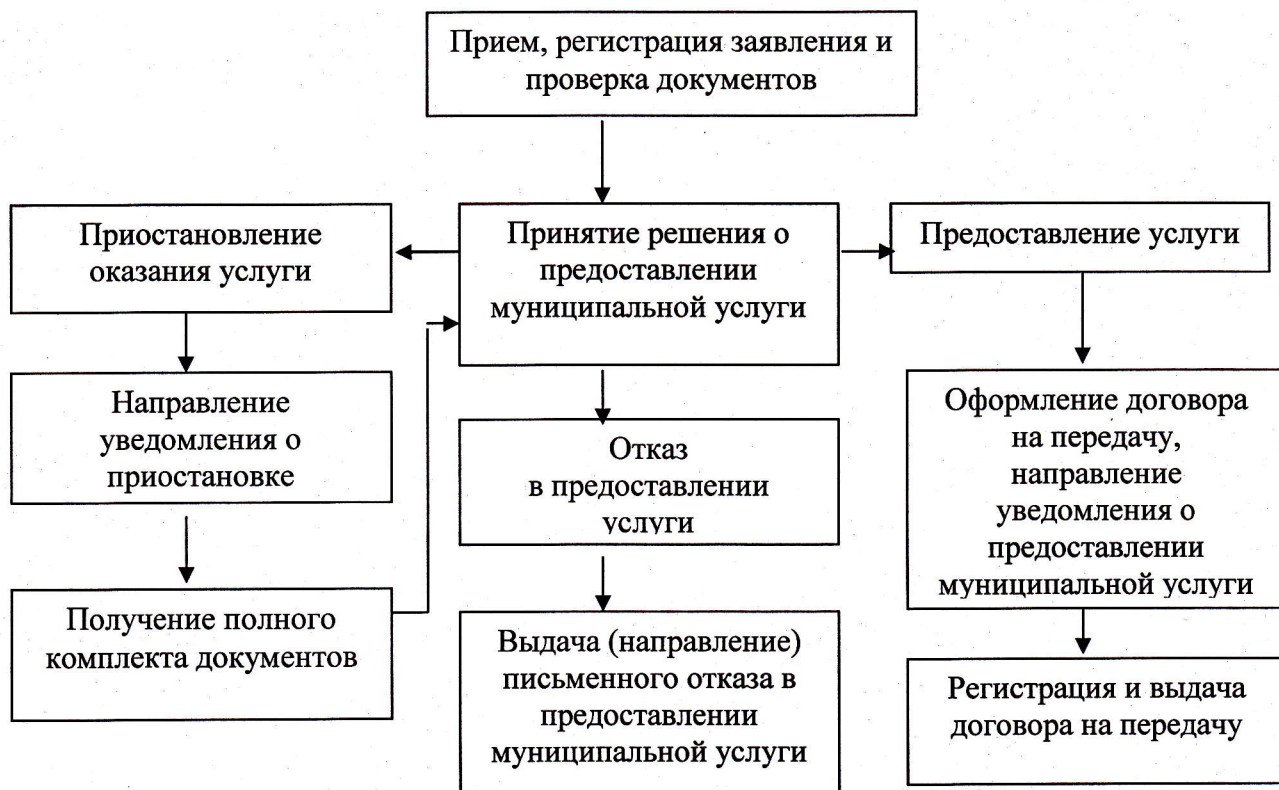 Прием, регистрация заявления и
проверка документов
Приостановление
оказания услуги
Принятие решения о
предоставлении
муниципальной услуги
Предоставление услуги
Направление
уведомления о
приостановке
Отказ
в предоставлении
услуги
Оформление договора
на передачу,
направление
уведомления о
предоставлении
муниципальной услуги
Получение полного
комплекта документов
Выдача (направление)
письменного отказа в
предоставлении
муниципальной услуги
Регистрация и выдача
договора на передачу